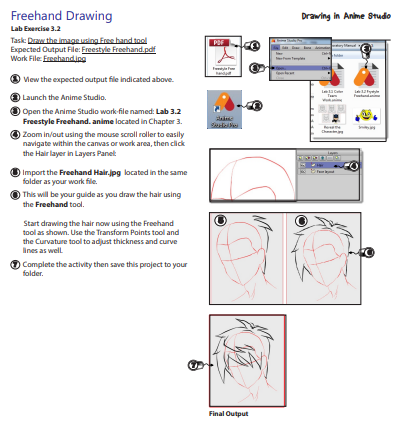 Freehand Drawing
Drawing in Anime Studio
Lab Exercise 3.2
Task: Draw the image using Free hand tool
Expected Output File: Freestyle Freehand.pdf
Work File: Freehand.jpg
1 View the expected output file indicated above.
2 Launch the Anime Studio.
3 Open the Anime Studio work-file named: Lab 3.2
Freestyle Freehand. anime located in Chapter 3.
4 Zoom in/out using the mouse scroll roller to easily
navigate within the canvas or work area, then click
the Hair layer in Layers Panel:
5 Import the Freehand Hair.jpg located in the same
folder as your work file.
6 This will be your guide as you draw the hair using
the Freehand tool.
Start drawing the hair now using the Freehand
tool as shown. Use the Transform Points tool and
the Curvature tool to adjust thickness and curve
lines as well.
7 Complete the activity then save this project to your
folder.
PDF
Freestyle Free
hand.pdf
1
Anime
Studio Pro
2
3
Lab 3.2 Color
Lab 3.2 Frystyle
Freehand.anime
Reveal the
Character.jpg
Smiley.jpg
Layers
4
5
6
7
Final Output